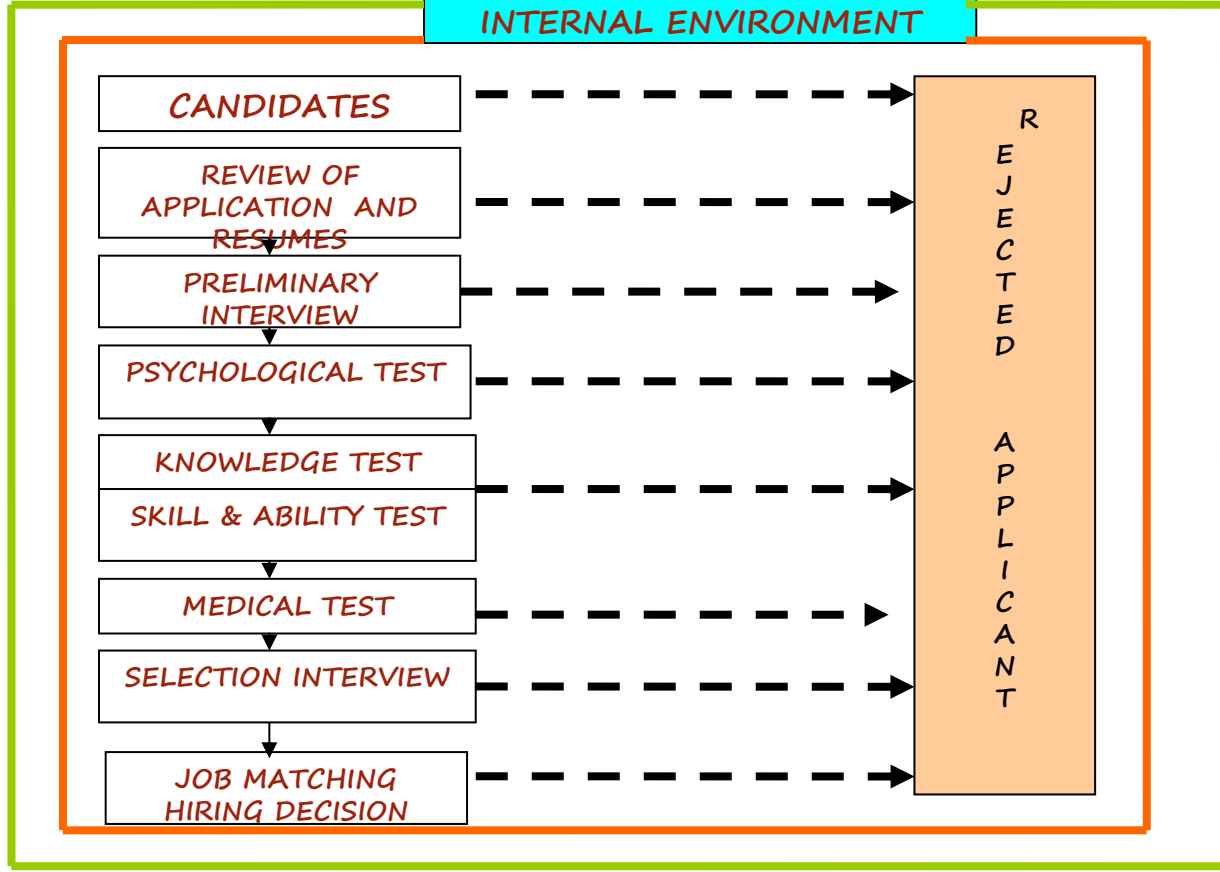 INTERNAL ENVIRONMENT
CANDIDATES
REVIEW OF
APPLICATION AND
RESUMES
PRELIMINARY
INTERVIEW
PSYCHOLOGICAL TEST
KNOWLEDGE TEST
SKILL & ABILITY TEST
MEDICAL TEST
SELECTION INTERVIEW
JOB MATCHING
HIRING DECISION
R
E
J
E
C
T
E
D
A
P
P
L
I
C
A
N
T